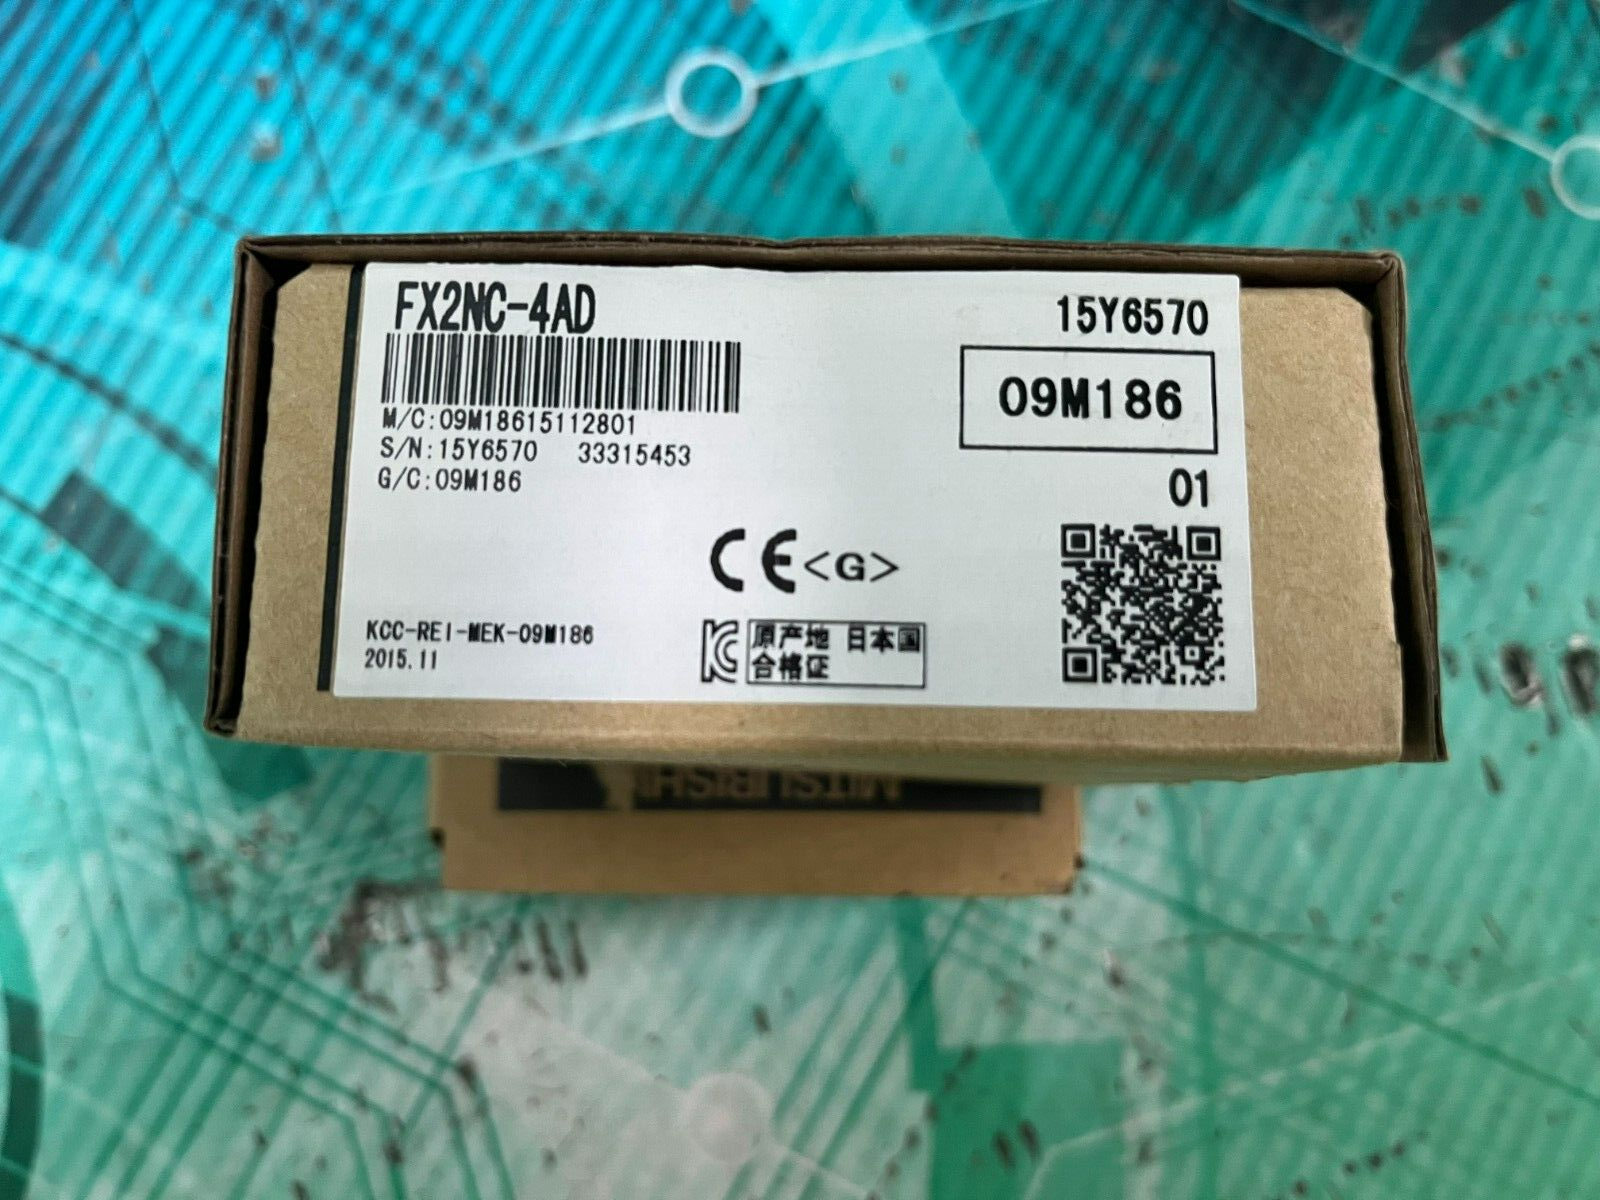 FX2NC-4AD
15Y6570
M/C:09M18615112801
S/N:15Y6570 33315453
G/C:09M186
09M186
01
CE<G>
KCC-REI-MEK-09M186
2015.11
原产地 日本国
合格证
MITSUBISHI